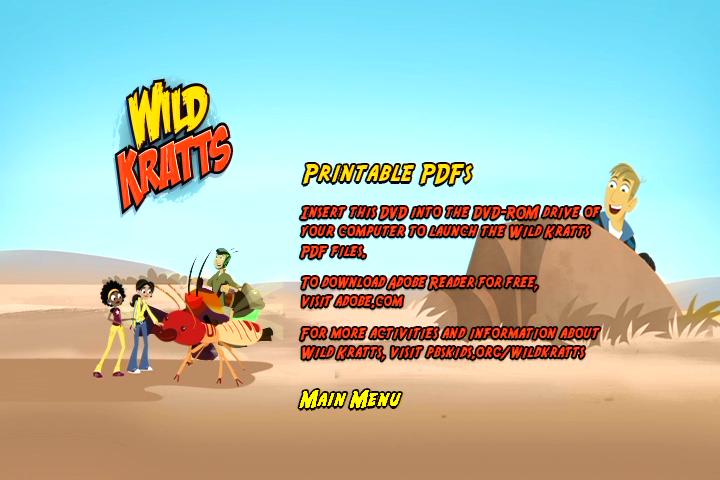 WILD
KRATTS
PRINTABLE PDFS
INSERT THIS DVD INTO THE DVD-ROM DRIVE OF
YOUR COMPUTER TO LAUNCH THE WILD KRATTS
PDF FILES.
TO DOWNLOAD ADOBE READER FOR FREE,
VISIT ADOBE.COM
FOR MORE ACTIVITIES AND INFORMATION ABOUT
WILD KRATTS, VISIT PBSKIDS.ORG/WILDKRATTS
MAIN MENU